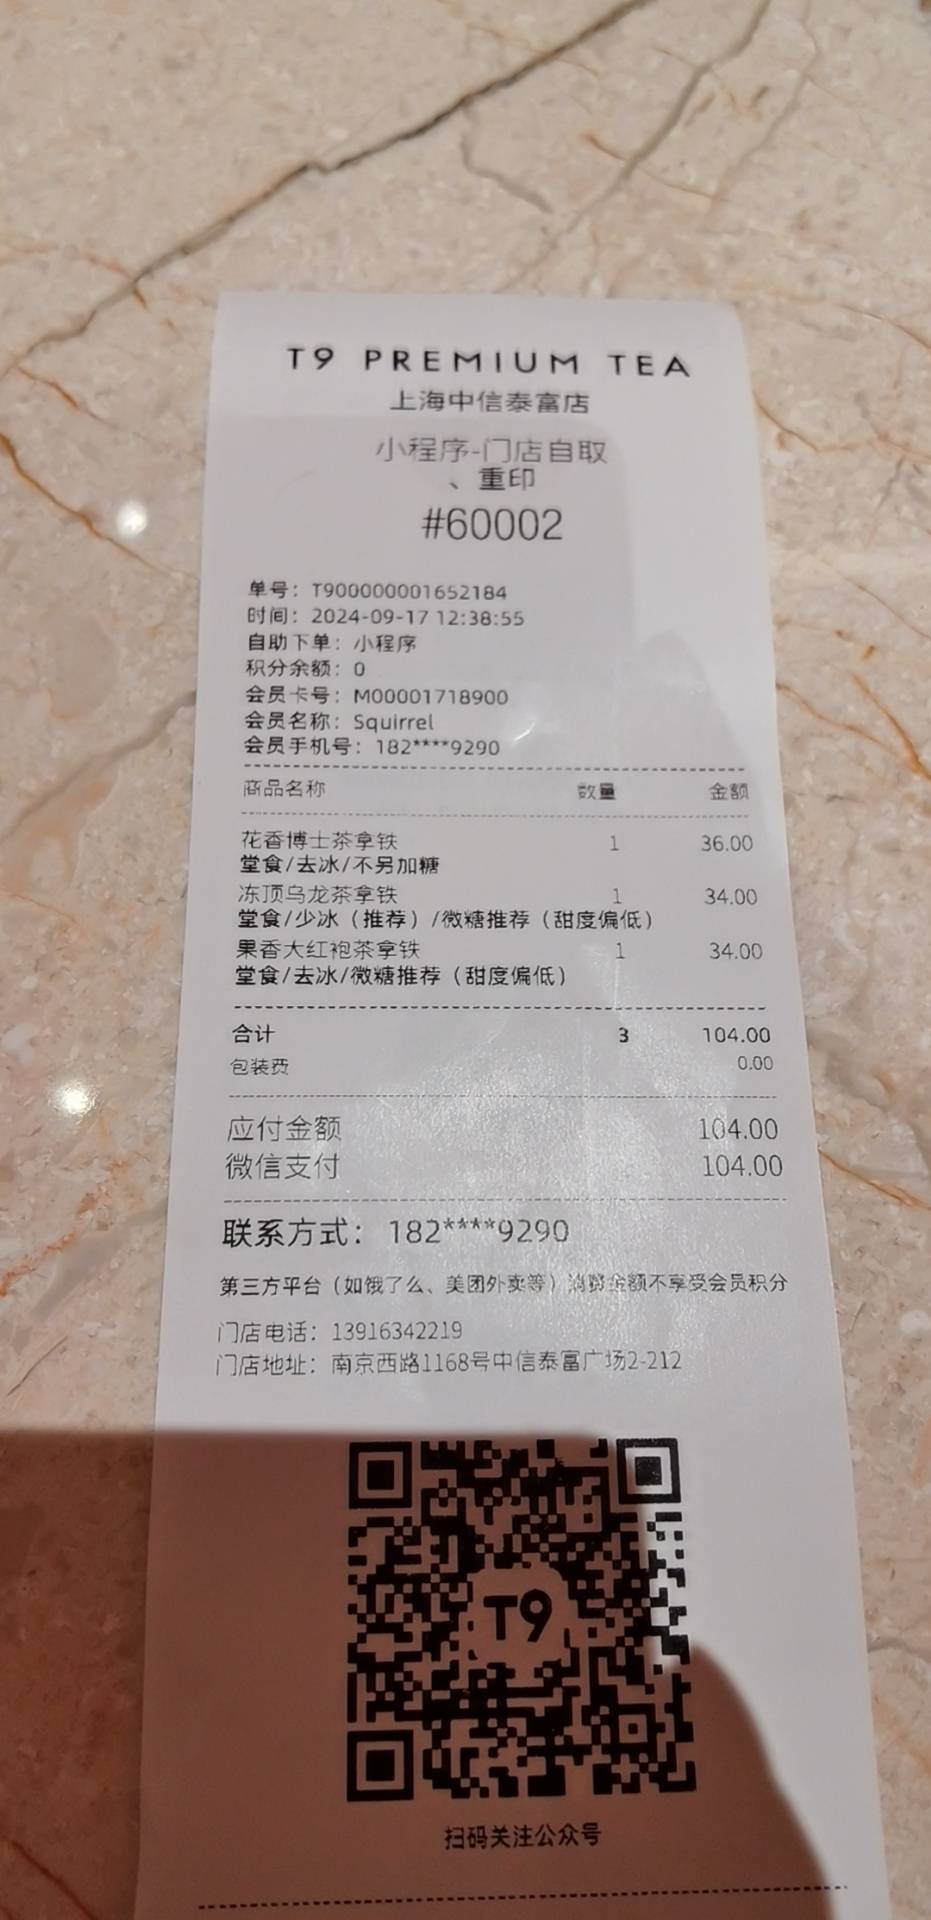 T9 PREMIUM TEA
上海中信泰富店
小程序-门店自取
、重印
#60002
单号：T900000001652184
时间：2024-09-17 12:38:55
自助下单：小程序
积分余额：0
会员卡号：M00001718900
会员名称：Squirrel
会员手机号：182****9290
商品名称 数量 金额
花香博士茶拿铁 1 36.00
堂食/去冰/不另加糖
冻顶乌龙茶拿铁 1 34.00
堂食/少冰（推荐）/微糖推荐（甜度偏低）
果香大红袍茶拿铁 1 34.00
堂食/去冰/微糖推荐（甜度偏低）
合计 3 104.00
包装费 0.00
应付金额 104.00
微信支付 104.00
联系方式：182****9290
第三方平台（如饿了么、美团外卖等）消费金额不享受会员积分
门店电话：13916342219
门店地址：南京西路1168号中信泰富广场2-212
T9
扫码关注公众号